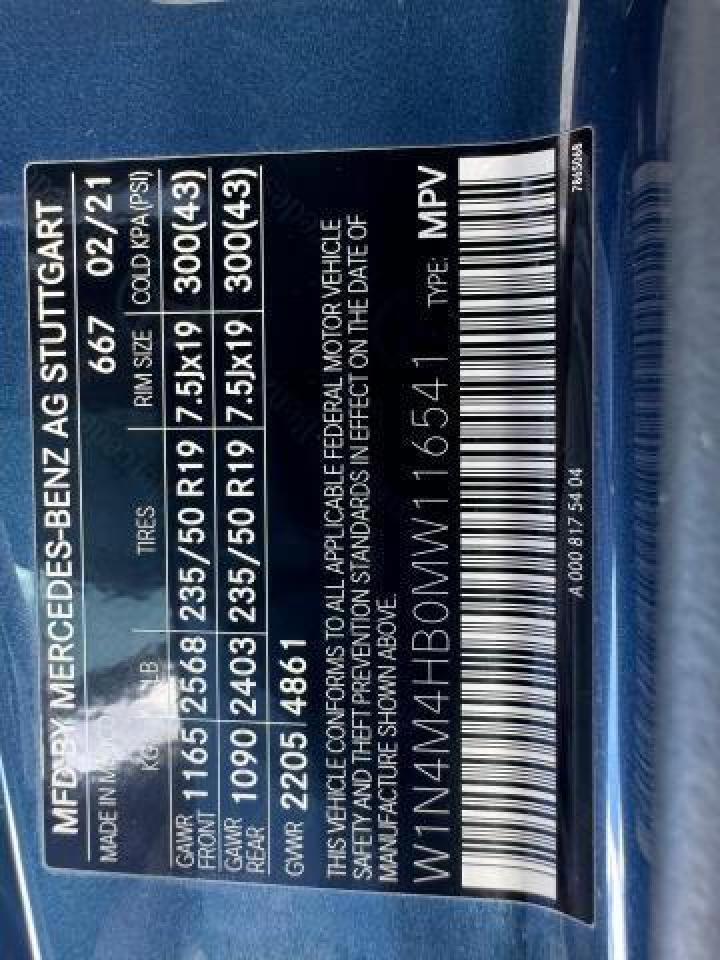 MFD BY MERCEDES-BENZ AG STUTTGART
MADE IN 667 02/21
KG LB TIRES RIM SIZE COLD KPA(PSI)
GAWR FRONT 1165 2568 235/50 R19 7.5Jx19 300(43)
GAWR REAR 1090 2403 235/50 R19 7.5Jx19 300(43)
GVWR 2205 4861
THIS VEHICLE CONFORMS TO ALL APPLICABLE FEDERAL MOTOR VEHICLE
SAFETY AND THEFT PREVENTION STANDARDS IN EFFECT ON THE DATE OF
MANUFACTURE SHOWN ABOVE.
W1N4M4HB0MW116541 TYPE: MPV
A 000 817 54 04
7865068